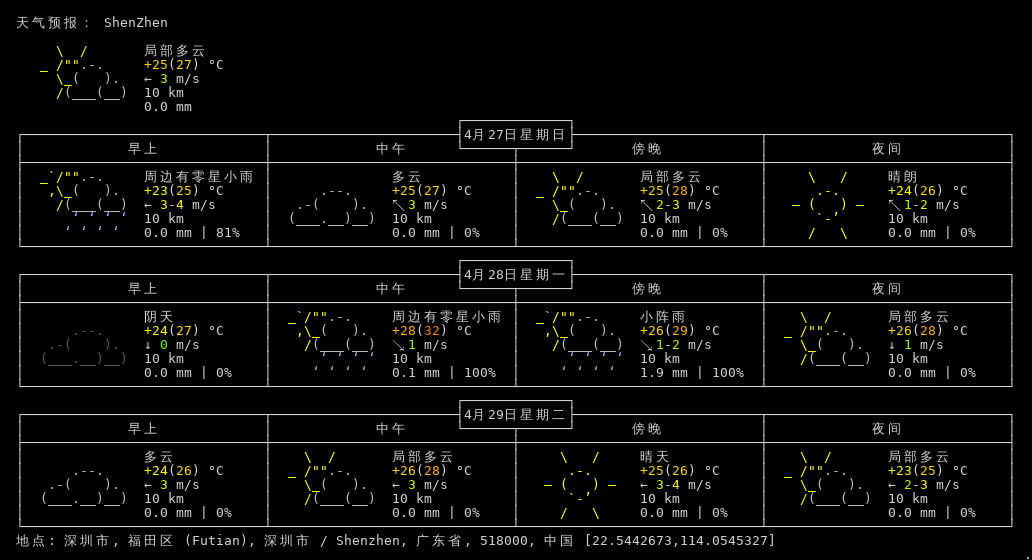 天气预报： ShenZhen
局部多云
+25(27) °C
← 3 m/s
10 km
0.0 mm
4月27日星期日
早上 中午 傍晚 夜间
周边有零星小雨 多云 局部多云 晴朗
+23(25) °C +25(27) °C +25(28) °C +24(26) °C
← 3-4 m/s ↖ 3 m/s ↖ 2-3 m/s ↖ 1-2 m/s
10 km 10 km 10 km 10 km
0.0 mm | 81% 0.0 mm | 0% 0.0 mm | 0% 0.0 mm | 0%
4月28日星期一
早上 中午 傍晚 夜间
阴天 周边有零星小雨 小阵雨 局部多云
+24(27) °C +28(32) °C +26(29) °C +26(28) °C
↓ 0 m/s ↘ 1 m/s ↘ 1-2 m/s ↓ 1 m/s
10 km 10 km 10 km 10 km
0.0 mm | 0% 0.1 mm | 100% 1.9 mm | 100% 0.0 mm | 0%
4月29日星期二
早上 中午 傍晚 夜间
多云 局部多云 晴天 局部多云
+24(26) °C +26(28) °C +25(26) °C +23(25) °C
← 3 m/s ← 3 m/s ← 3-4 m/s ← 2-3 m/s
10 km 10 km 10 km 10 km
0.0 mm | 0% 0.0 mm | 0% 0.0 mm | 0% 0.0 mm | 0%
地点: 深圳市, 福田区 (Futian), 深圳市 / Shenzhen, 广东省, 518000, 中国 [22.5442673,114.0545327]